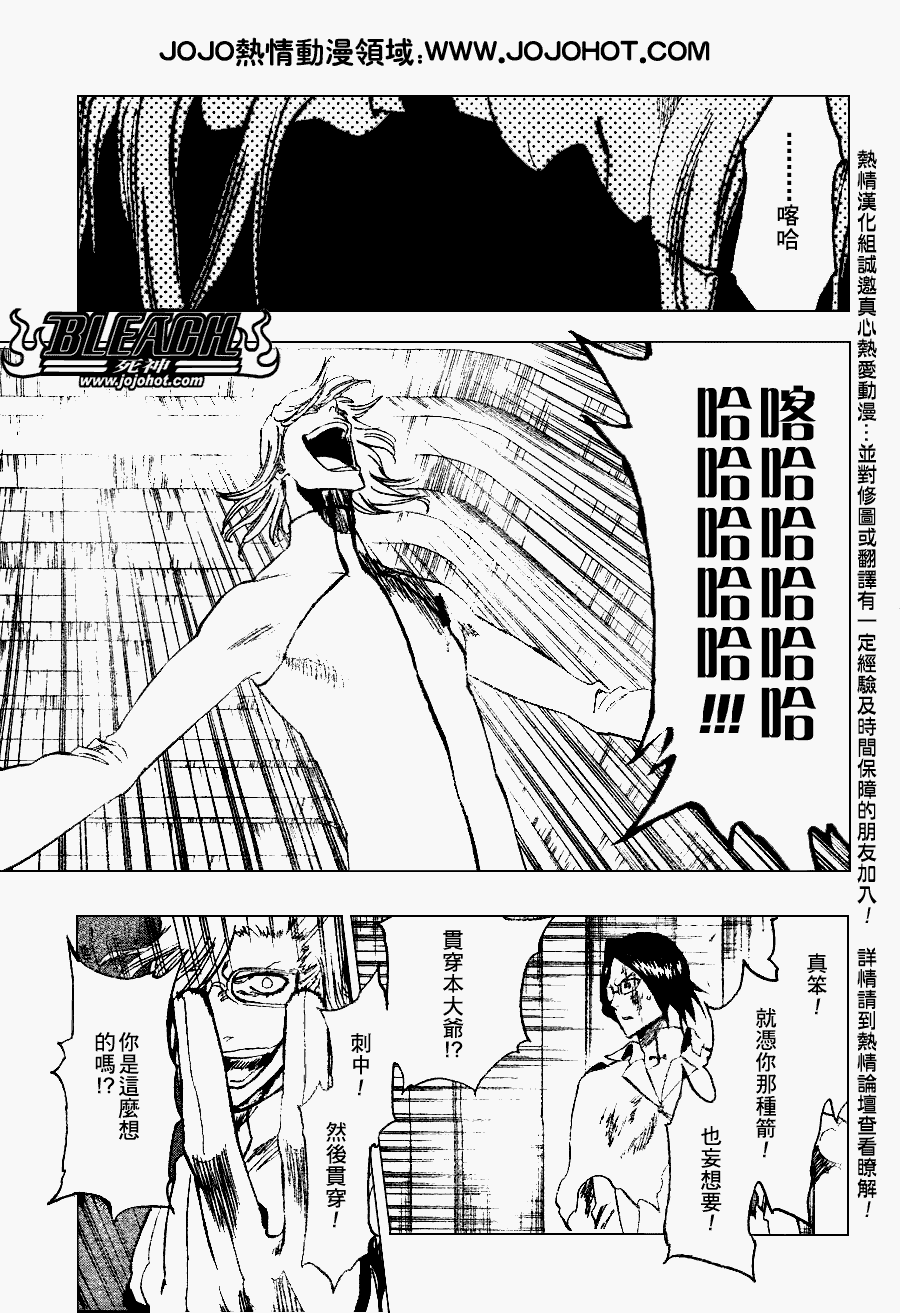 JOJO熱情動漫領域:WWW.JOJOHOT.COM
………喀哈
BLEACH
死神
www.jojohot.com
喀哈哈哈哈哈
哈哈哈哈哈!!!
真笨!
就憑你那種箭!
也妄想要!
貫穿本大爺!?
刺中!
然後貫穿!
你是這麼想
的嗎!?
熱情漢化組誠邀真心熱愛動漫…並對修圖或翻譯有一定經驗及時間保障的朋友加入! 詳情請到熱情論壇查看瞭解!